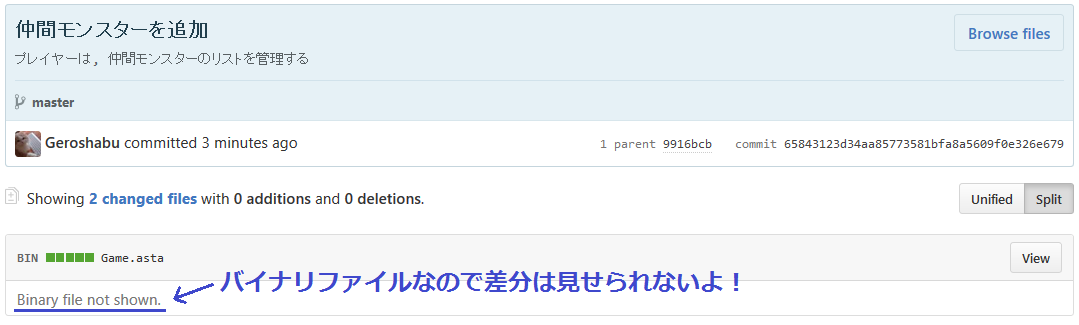 仲間モンスターを追加
Browse files
プレイヤーは，仲間モンスターのリストを管理する
master
Geroshabu committed 3 minutes ago
1 parent 9916bcb commit 65843123d34aa85773581bfa8a5609f0e326e679
Showing 2 changed files with 0 additions and 0 deletions.
Unified Split
BIN Game.asta
View
バイナリファイルなので差分は見せられないよ！
Binary file not shown.